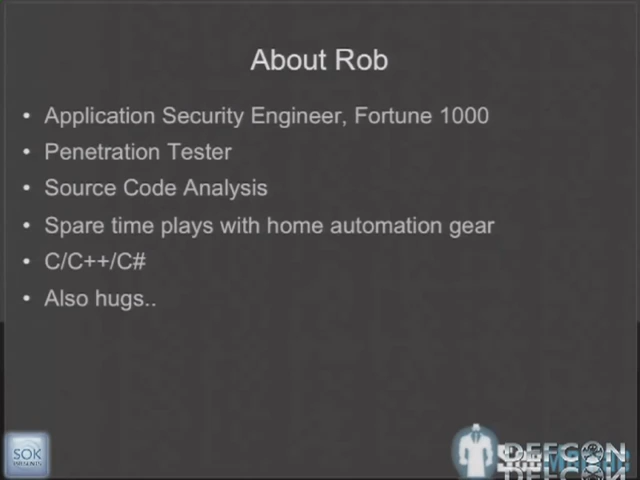 About Rob
• Application Security Engineer, Fortune 1000
• Penetration Tester
• Source Code Analysis
• Spare time plays with home automation gear
• C/C++/C#
• Also hugs..
SOK
DEFCON